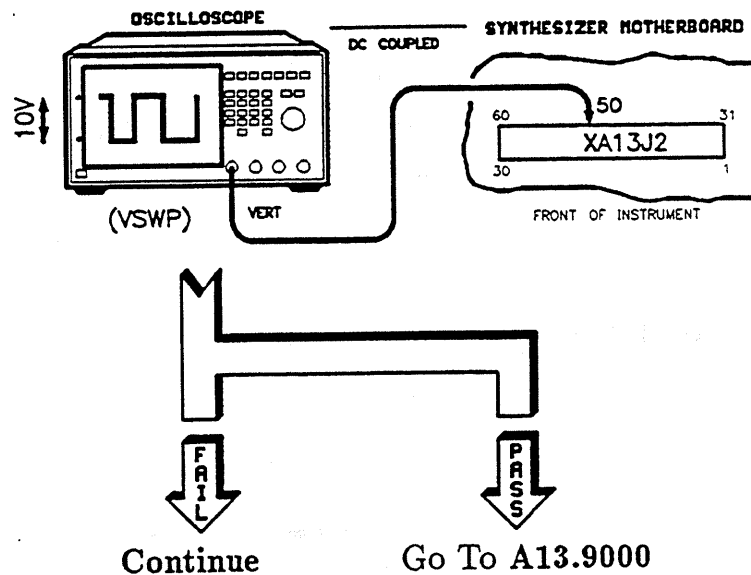 OSCILLOSCOPE
DC COUPLED
SYNTHESIZER MOTHERBOARD
10V
50
60
31
XA13J2
30
1
(VSWP)
VERT
FRONT OF INSTRUMENT
FAIL
PASS
Continue
Go To A13.9000